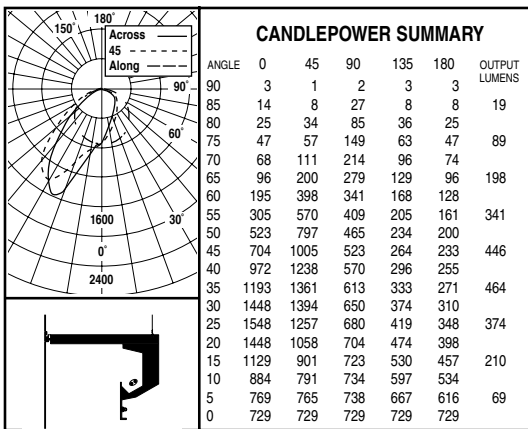 180°
150°
Across
45
Along
90°
60°
1600
30°
0°
2400
CANDLEPOWER SUMMARY
ANGLE 0 45 90 135 180 OUTPUT LUMENS
90 3 1 2 3 3
85 14 8 27 8 8 19
80 25 34 85 36 25
75 47 57 149 63 47 89
70 68 111 214 96 74
65 96 200 279 129 96 198
60 195 398 341 168 128
55 305 570 409 205 161 341
50 523 797 465 234 200
45 704 1005 523 264 233 446
40 972 1238 570 296 255
35 1193 1361 613 333 271 464
30 1448 1394 650 374 310
25 1548 1257 680 419 348 374
20 1448 1058 704 474 398
15 1129 901 723 530 457 210
10 884 791 734 597 534
5 769 765 738 667 616 69
0 729 729 729 729 729